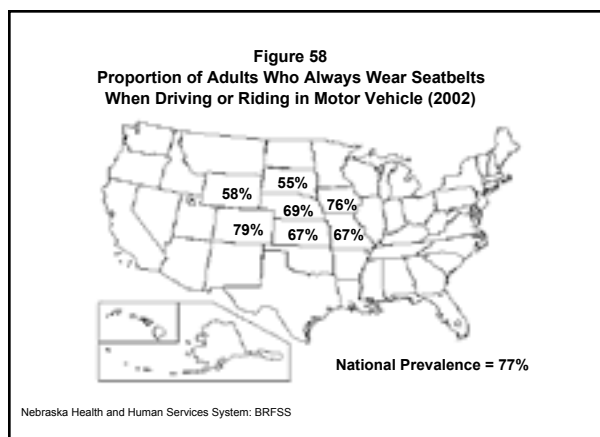 Figure 58
Proportion of Adults Who Always Wear Seatbelts
When Driving or Riding in Motor Vehicle (2002)
55%
58%
76%
69%
79%
67%
67%
National Prevalence = 77%
Nebraska Health and Human Services System: BRFSS